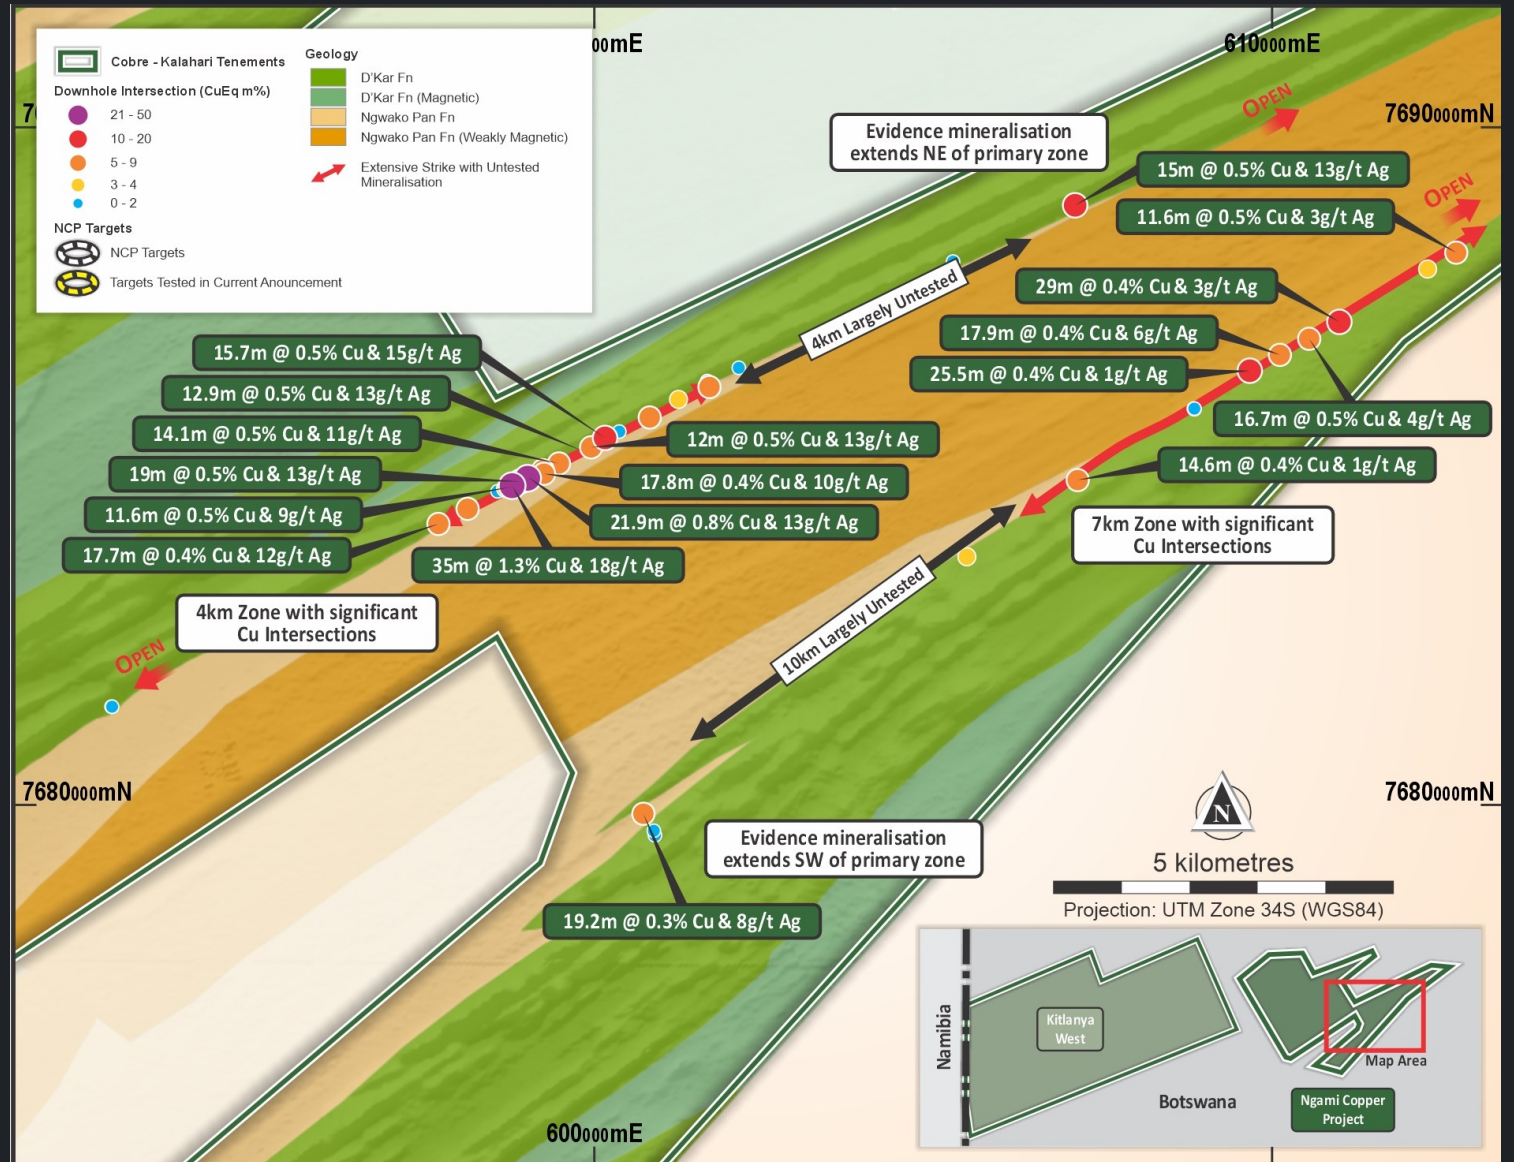 00mE
610000mE
Cobre - Kalahari Tenements
Downhole Intersection (CuEq m%)
21 - 50
10 - 20
5 - 9
3 - 4
0 - 2
NCP Targets
NCP Targets
Targets Tested in Current Anouncement
Geology
D'Kar Fn
D'Kar Fn (Magnetic)
Ngwako Pan Fn
Ngwako Pan Fn (Weakly Magnetic)
Extensive Strike with Untested
Mineralisation
7690000mN
OPEN
Evidence mineralisation
extends NE of primary zone
15m @ 0.5% Cu & 13g/t Ag
OPEN
11.6m @ 0.5% Cu & 3g/t Ag
29m @ 0.4% Cu & 3g/t Ag
17.9m @ 0.4% Cu & 6g/t Ag
25.5m @ 0.4% Cu & 1g/t Ag
16.7m @ 0.5% Cu & 4g/t Ag
14.6m @ 0.4% Cu & 1g/t Ag
4km Largely Untested
15.7m @ 0.5% Cu & 15g/t Ag
12.9m @ 0.5% Cu & 13g/t Ag
14.1m @ 0.5% Cu & 11g/t Ag
19m @ 0.5% Cu & 13g/t Ag
11.6m @ 0.5% Cu & 9g/t Ag
17.7m @ 0.4% Cu & 12g/t Ag
12m @ 0.5% Cu & 13g/t Ag
17.8m @ 0.4% Cu & 10g/t Ag
21.9m @ 0.8% Cu & 13g/t Ag
35m @ 1.3% Cu & 18g/t Ag
7km Zone with significant
Cu Intersections
4km Zone with significant
Cu Intersections
OPEN
10km Largely Untested
7680000mN
7680000mN
Evidence mineralisation
extends SW of primary zone
19.2m @ 0.3% Cu & 8g/t Ag
N
5 kilometres
Projection: UTM Zone 34S (WGS84)
Namibia
Kitlanya
West
Map Area
Botswana
Ngami Copper
Project
600000mE